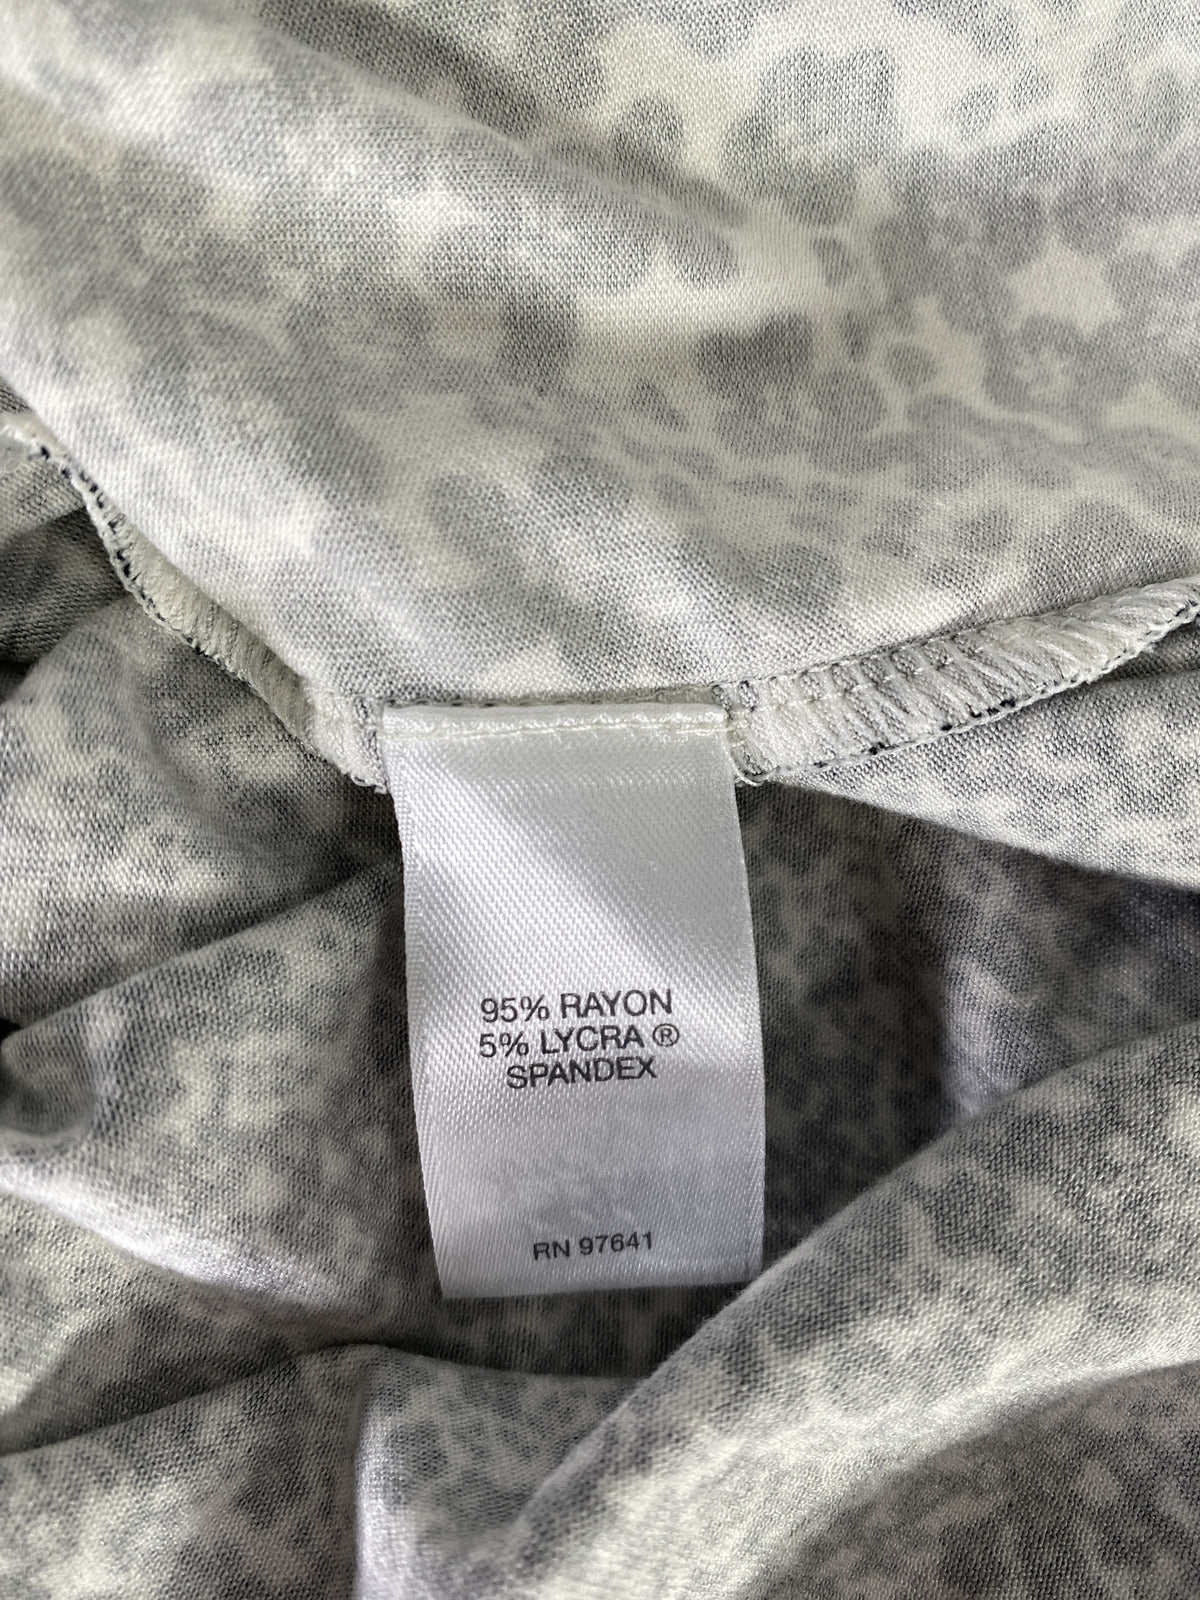 95% RAYON
5% LYCRA ®
SPANDEX
RN 97641